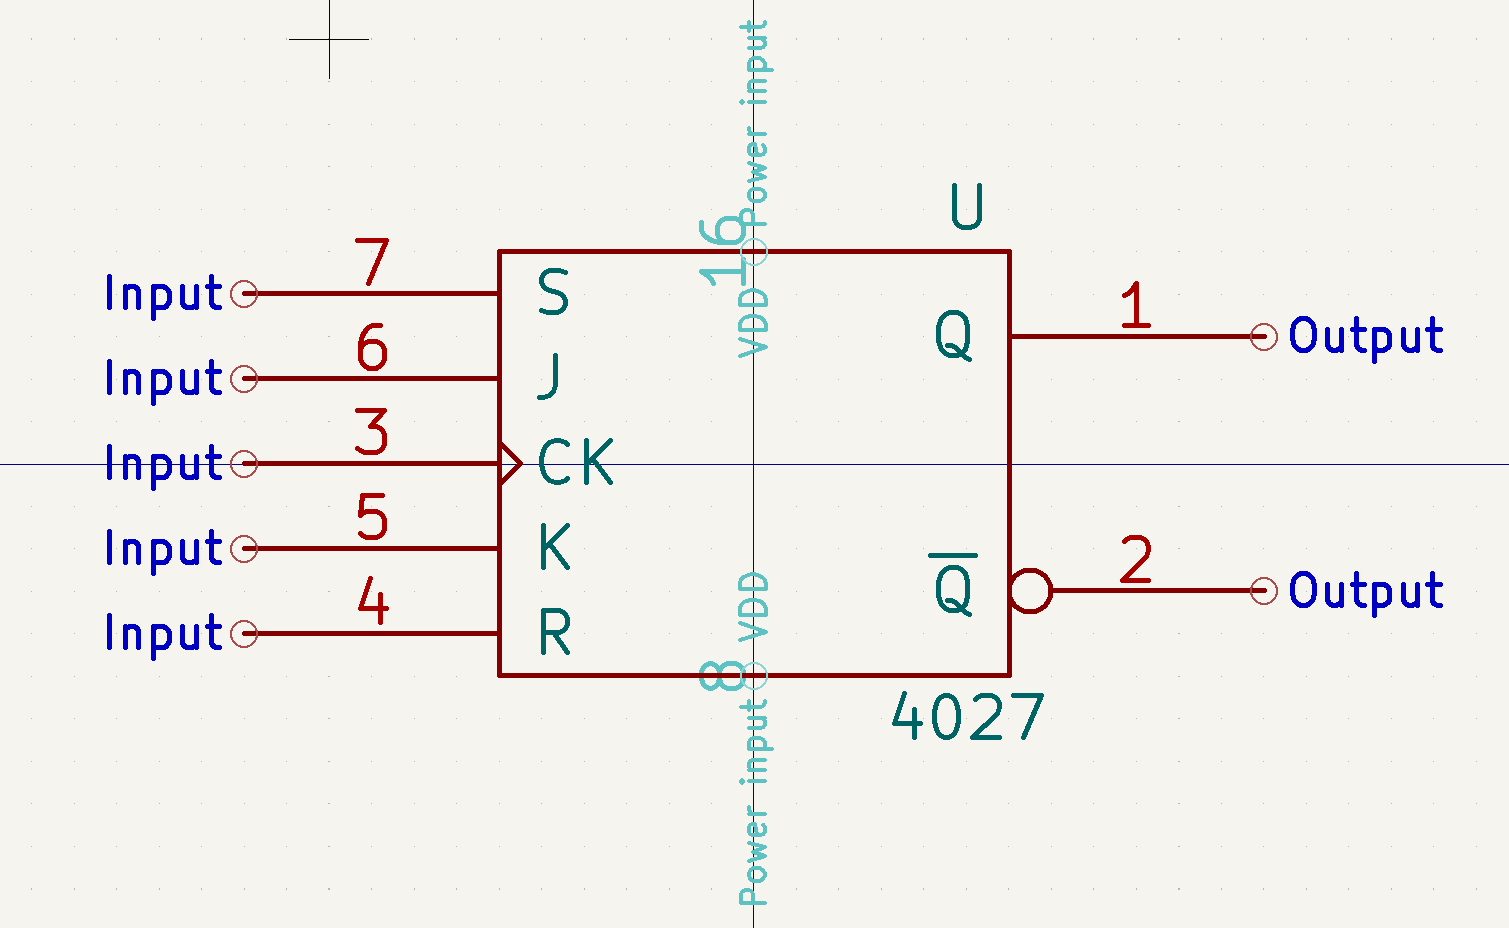 Power input
16
VDD
U
Input 7 S
Input 6 J
Input 3 CK
Input 5 K
Input 4 R
Q 1 Output
Q̅ 2 Output
VDD
8
Power input
4027